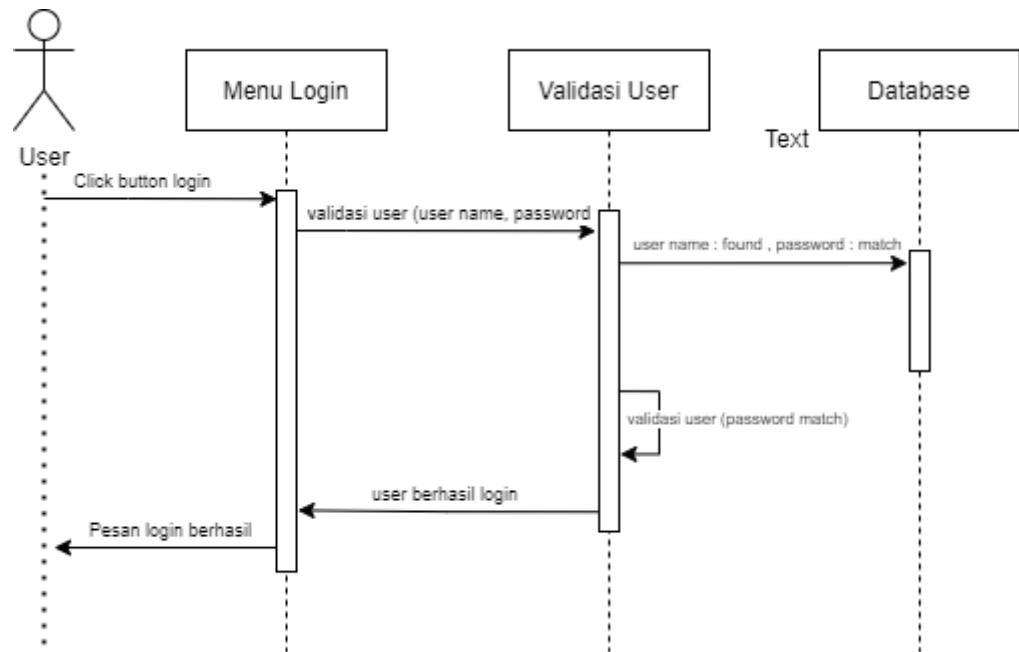 Menu Login
Validasi User
Database
Text
User
Click button login
validasi user (user name, password
user name : found , password : match
validasi user (password match)
user berhasil login
Pesan login berhasil